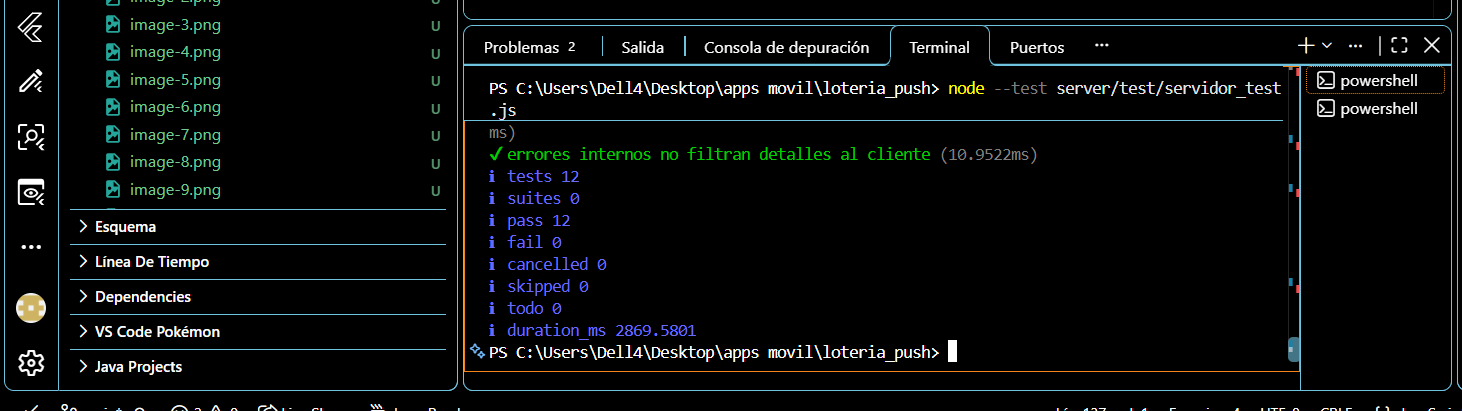 image-3.png U
image-4.png U
image-5.png U
image-6.png U
image-7.png U
image-8.png U
image-9.png U
Esquema
Línea De Tiempo
Dependencies
VS Code Pokémon
Java Projects
Problemas 2 Salida Consola de depuración Terminal Puertos
PS C:\Users\Dell4\Desktop\apps movil\loteria_push> node --test server/test/servidor_test
.js
ms)
✓ errores internos no filtran detalles al cliente (10.9522ms)
ℹ tests 12
ℹ suites 0
ℹ pass 12
ℹ fail 0
ℹ cancelled 0
ℹ skipped 0
ℹ todo 0
ℹ duration_ms 2869.5801
PS C:\Users\Dell4\Desktop\apps movil\loteria_push>
powershell
powershell